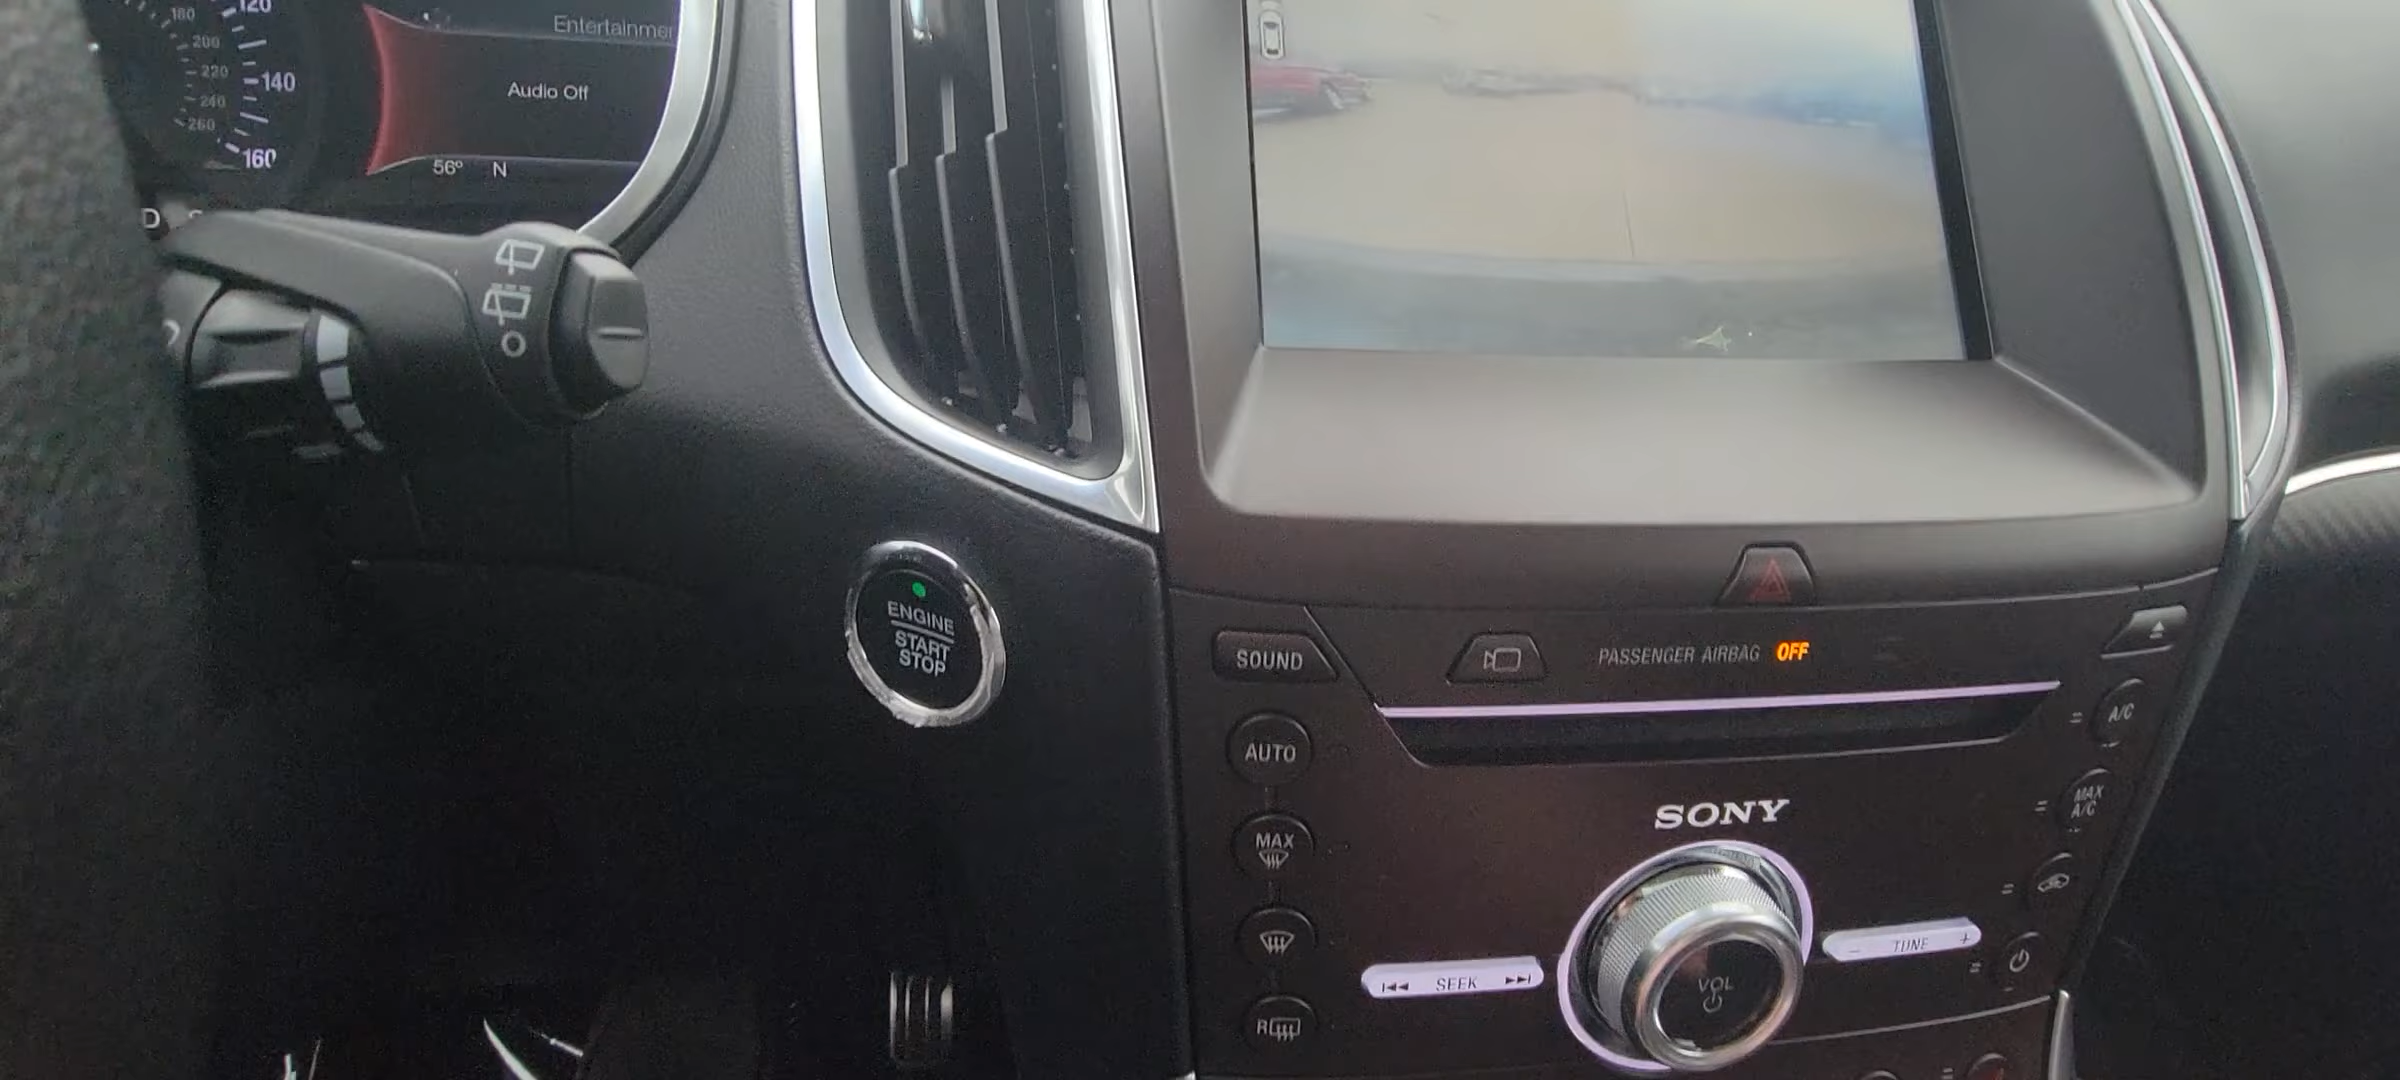 180
120
200
220
140
240
260
160
Entertainmen
Audio Off
56° N
D S
ENGINE
START
STOP
SOUND
PASSENGER AIRBAG OFF
A/C
AUTO
MAX
A/C
MAX
SONY
SEEK
TUNE
- +
VOL
R